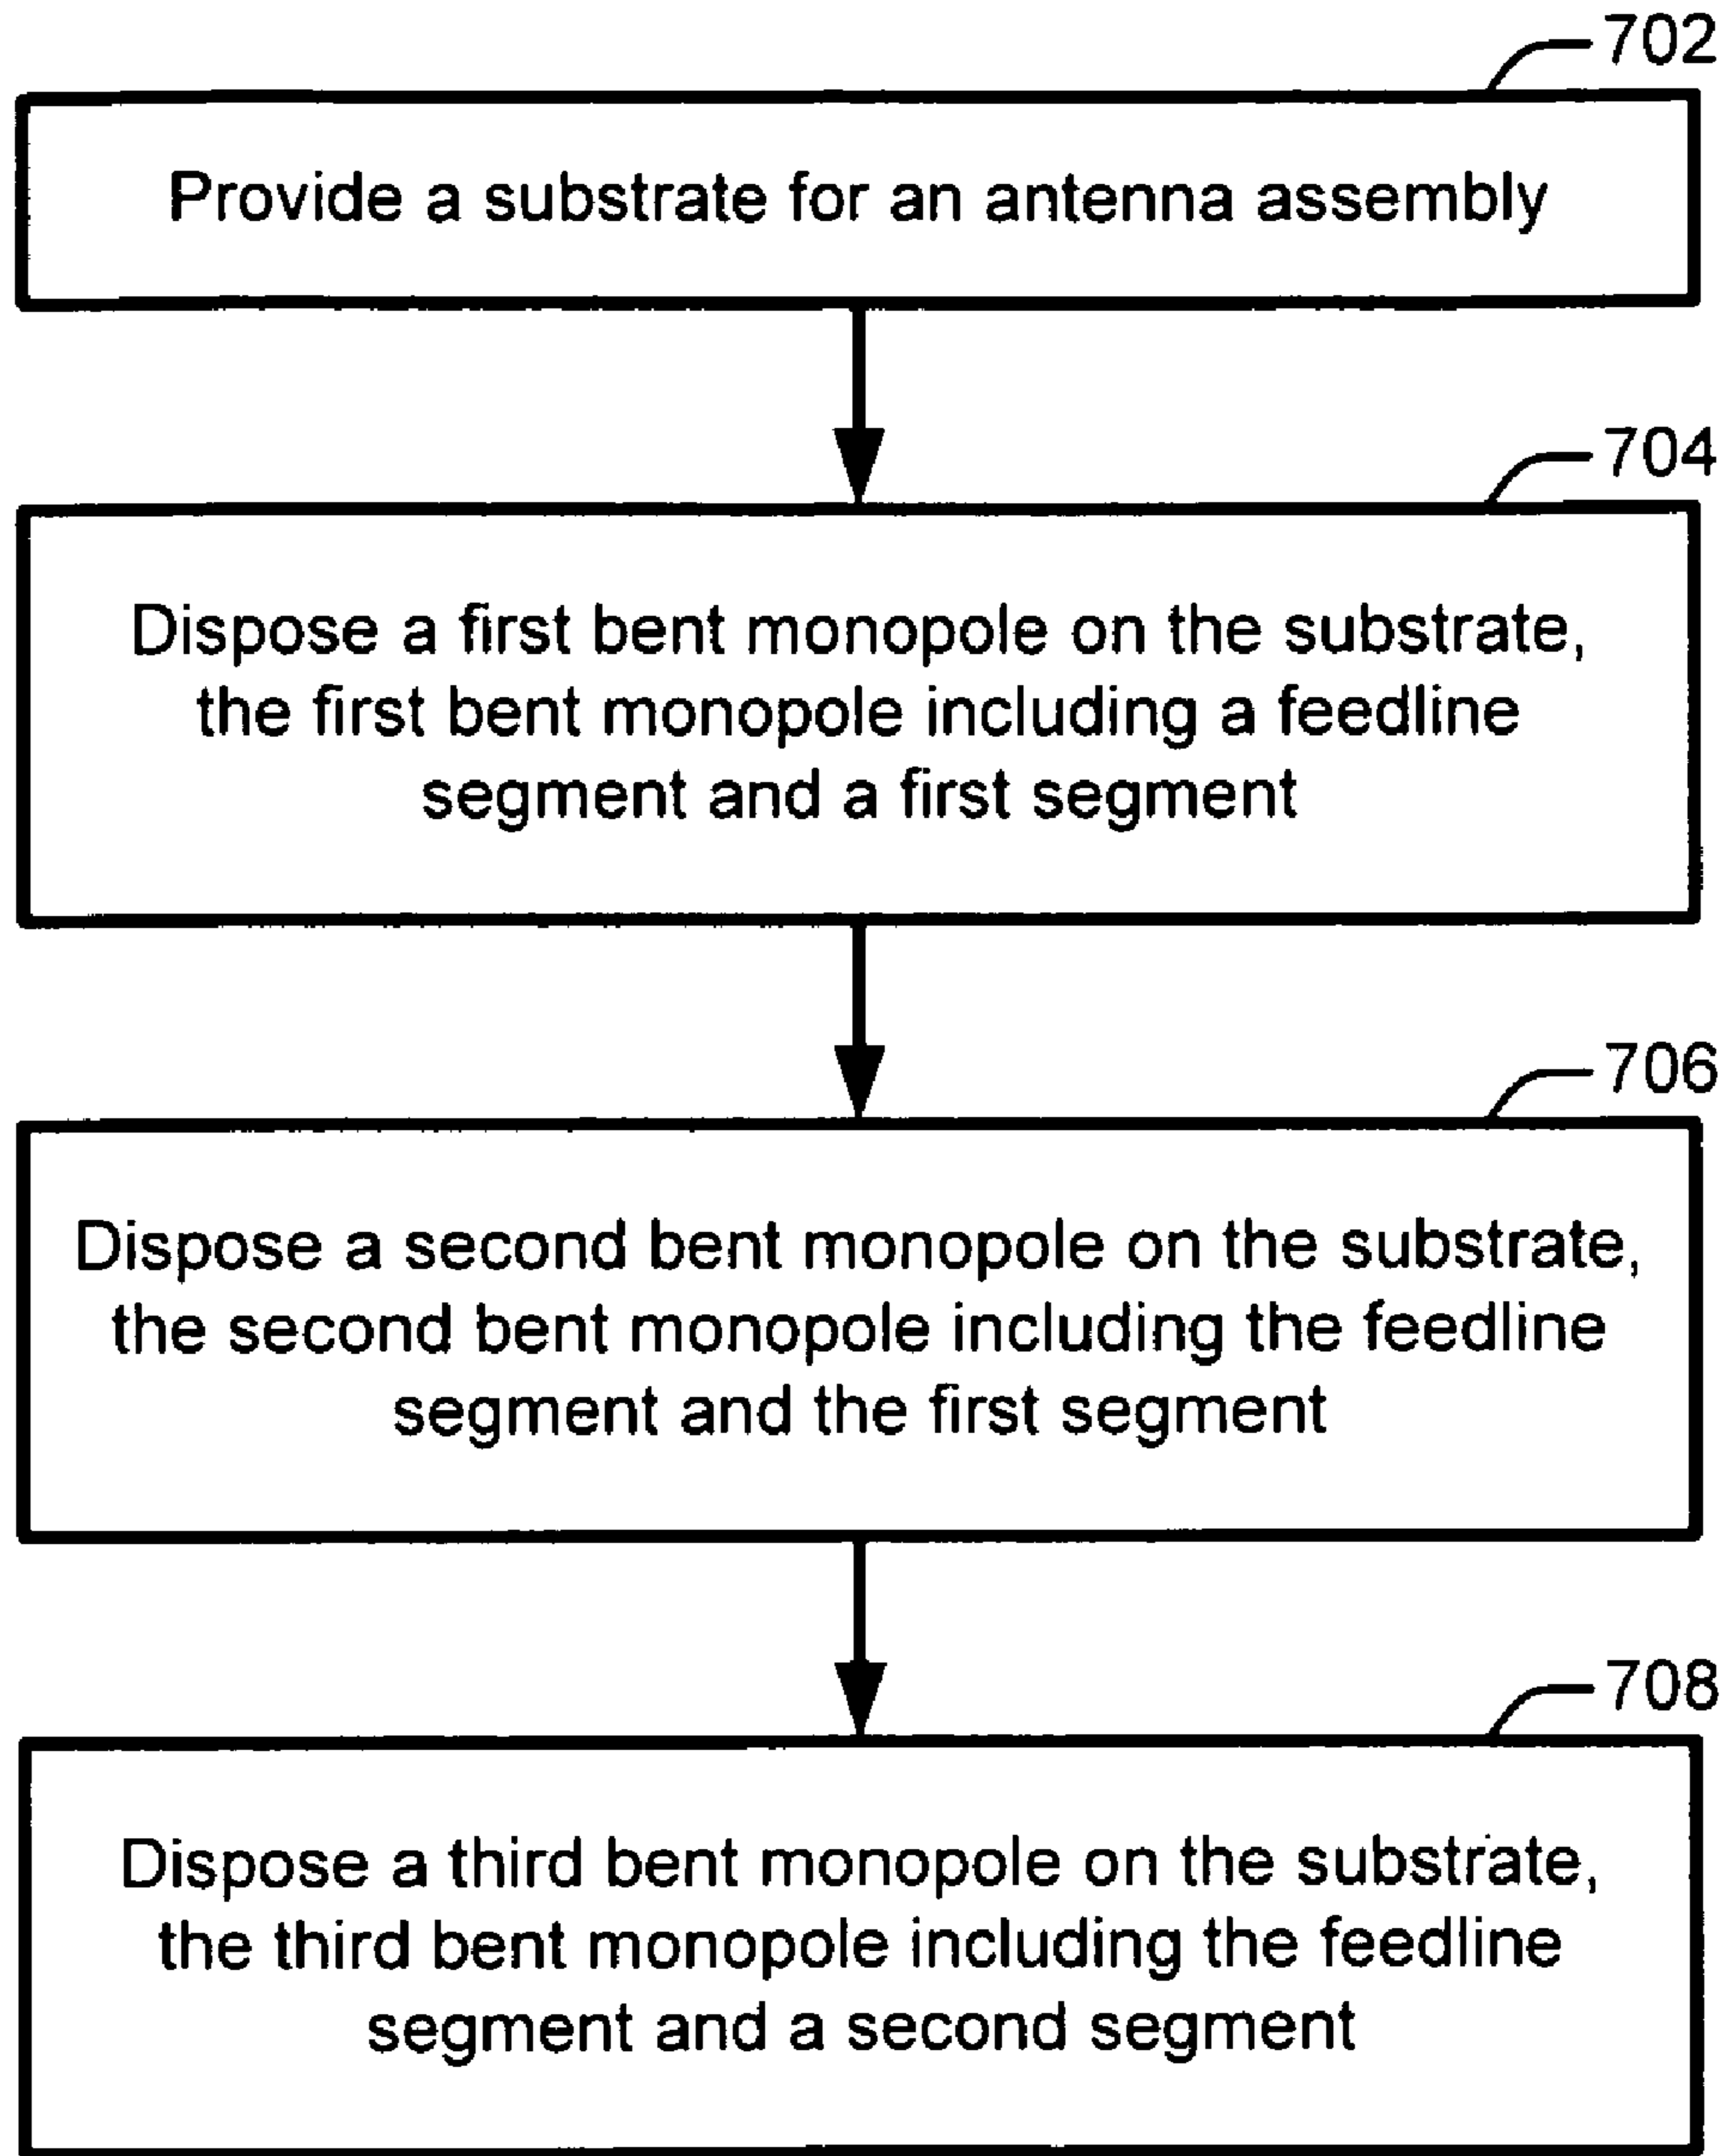 702
Provide a substrate for an antenna assembly
704
Dispose a first bent monopole on the substrate,
the first bent monopole including a feedline
segment and a first segment
706
Dispose a second bent monopole on the substrate,
the second bent monopole including the feedline
segment and the first segment
708
Dispose a third bent monopole on the substrate,
the third bent monopole including the feedline
segment and a second segment